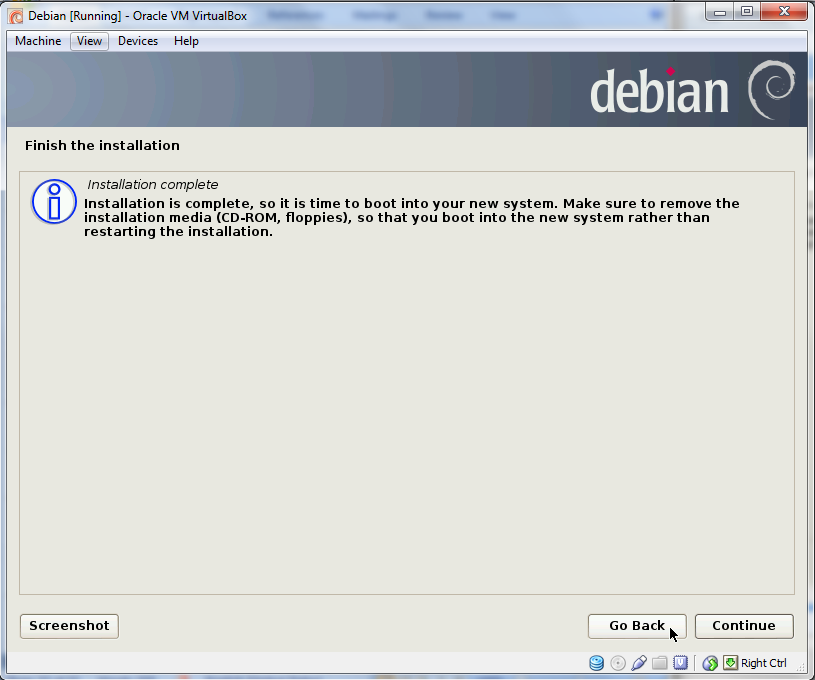 Debian [Running] - Oracle VM VirtualBox
Machine View Devices Help
debian
Finish the installation
Installation complete
Installation is complete, so it is time to boot into your new system. Make sure to remove the
installation media (CD-ROM, floppies), so that you boot into the new system rather than
restarting the installation.
Screenshot Go Back Continue
Right Ctrl